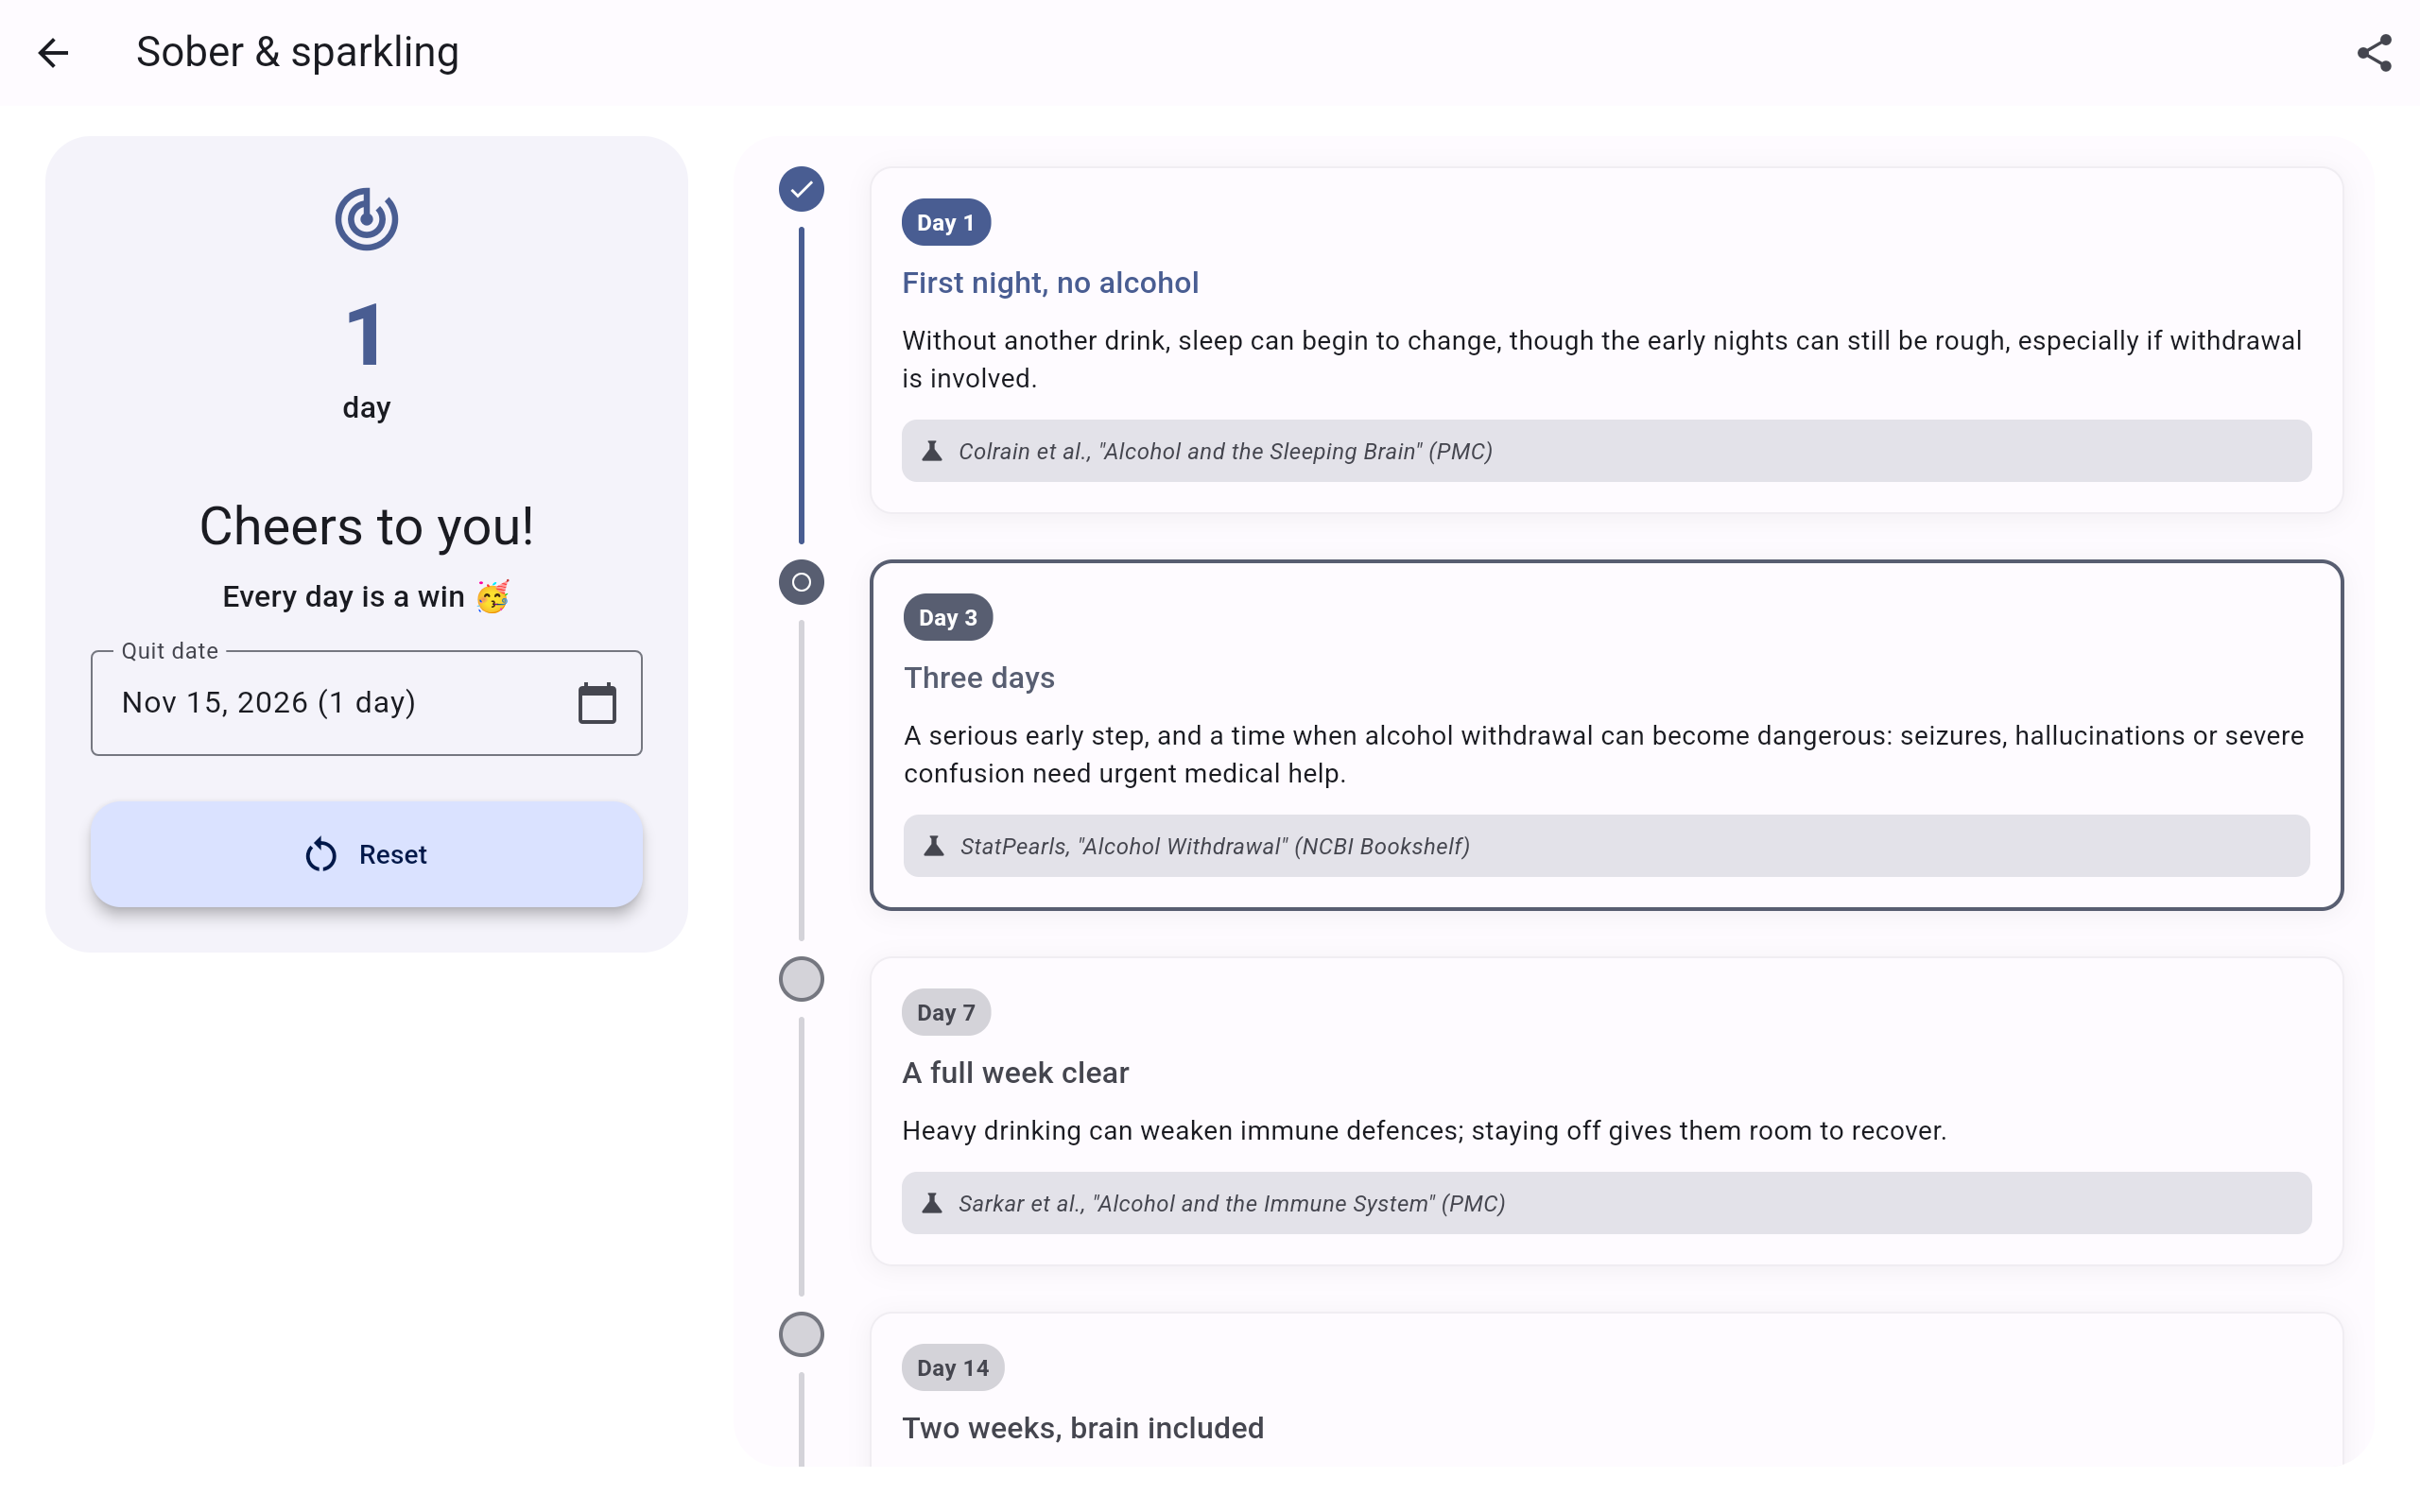 Sober & sparkling
1
day
Cheers to you!
Every day is a win 🥳
Quit date
Nov 15, 2026 (1 day)
Reset
Day 1
First night, no alcohol
Without another drink, sleep can begin to change, though the early nights can still be rough, especially if withdrawal
is involved.
Colrain et al., "Alcohol and the Sleeping Brain" (PMC)
Day 3
Three days
A serious early step, and a time when alcohol withdrawal can become dangerous: seizures, hallucinations or severe
confusion need urgent medical help.
StatPearls, "Alcohol Withdrawal" (NCBI Bookshelf)
Day 7
A full week clear
Heavy drinking can weaken immune defences; staying off gives them room to recover.
Sarkar et al., "Alcohol and the Immune System" (PMC)
Day 14
Two weeks, brain included